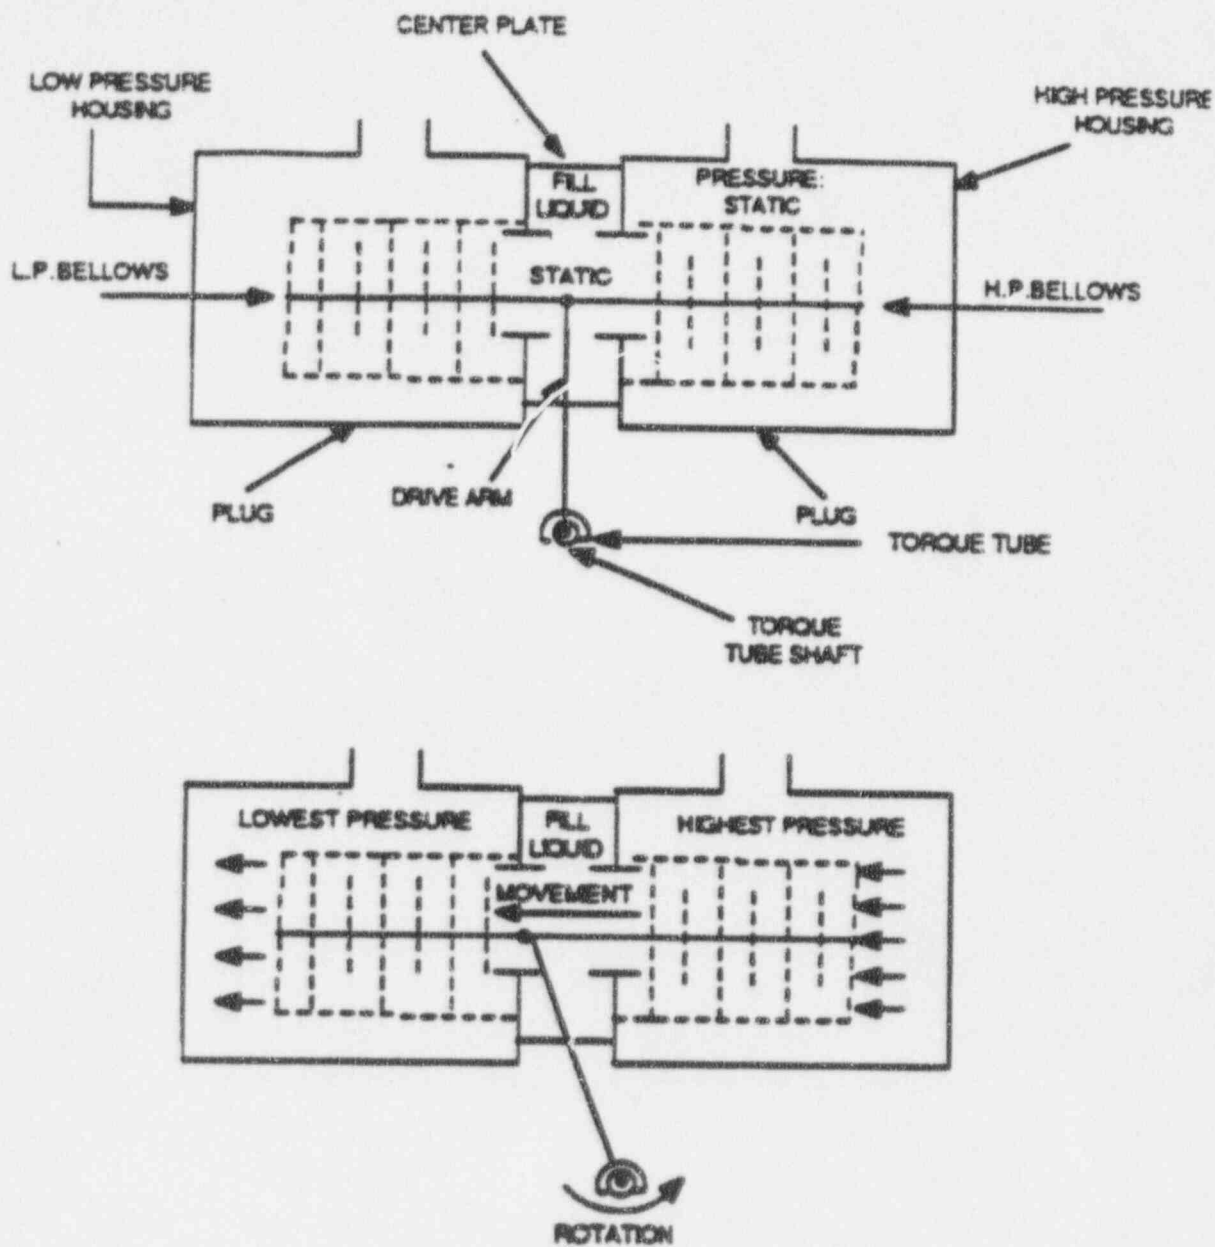 CENTER PLATE
LOW PRESSURE
HOUSING
HIGH PRESSURE
HOUSING
FILL
LIQUID
PRESSURE:
STATIC
L.P.BELLOWS
STATIC
H.P.BELLOWS
PLUG
DRIVE ARM
PLUG
TORQUE TUBE
TORQUE
TUBE SHAFT
LOWEST PRESSURE
FILL
LIQUID
HIGHEST PRESSURE
MOVEMENT
ROTATION